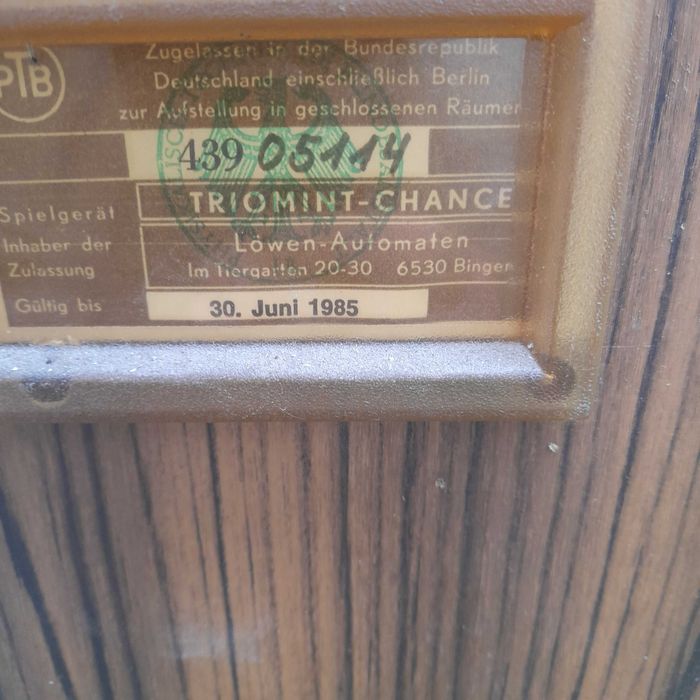 PTB
Zugelassen in der Bundesrepublik
Deutschland einschließlich Berlin
zur Aufstellung in geschlossenen Räumen
439 05114
Spielgerät TRIOMINT-CHANCE
Inhaber der Zulassung
Löwen-Automaten
Im Tiergarten 20-30 6530 Bingen
Gültig bis 30. Juni 1985